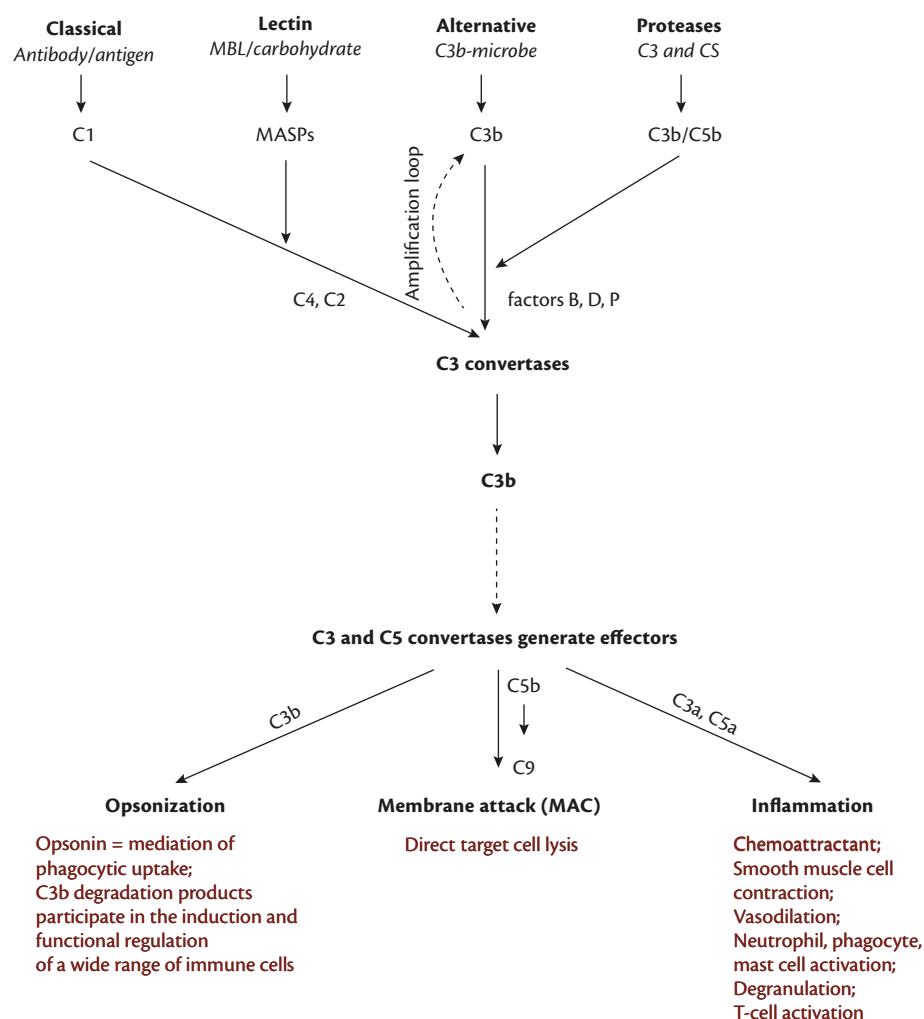 Classical
Antibody/antigen
Lectin
MBL/carbohydrate
Alternative
C3b-microbe
Proteases
C3 and CS
C1
MASPs
C3b
C3b/C5b
Amplification loop
C4, C2
factors B, D, P
C3 convertases
C3b
C3 and C5 convertases generate effectors
C3b
C5b
C9
C3a, C5a
Opsonization
Opsonin = mediation of
phagocytic uptake;
C3b degradation products
participate in the induction and
functional regulation
of a wide range of immune cells
Membrane attack (MAC)
Direct target cell lysis
Inflammation
Chemoattractant;
Smooth muscle cell
contraction;
Vasodilation;
Neutrophil, phagocyte,
mast cell activation;
Degranulation;
T-cell activation